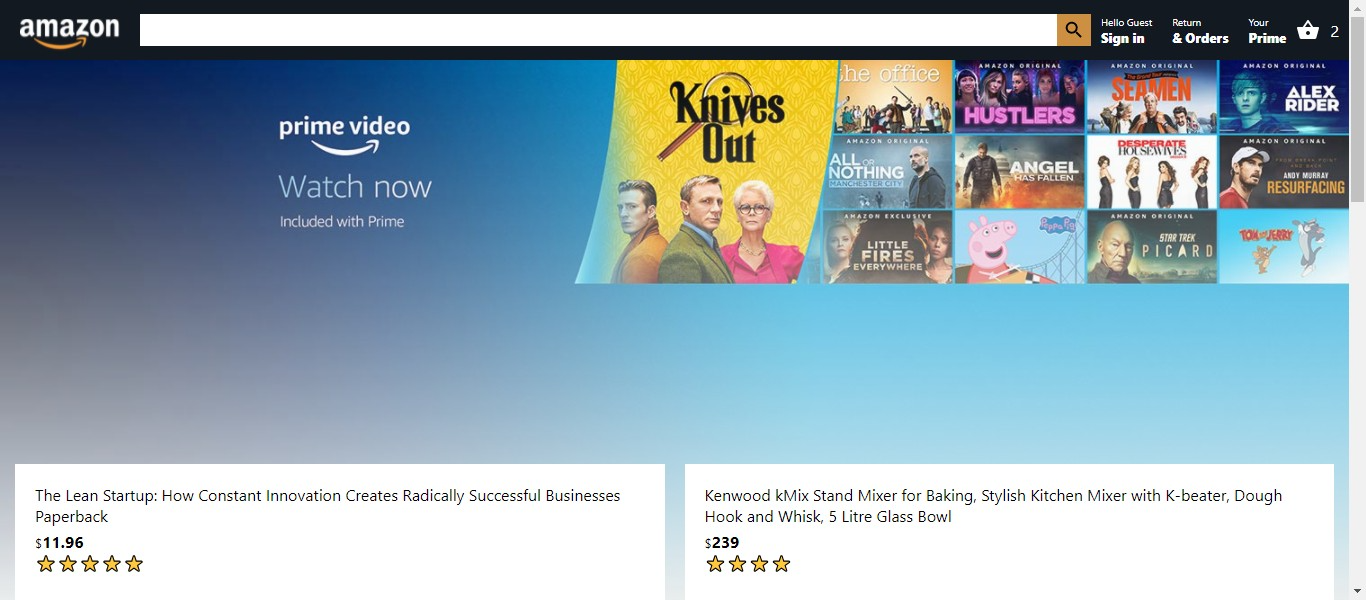 amazon
Hello Guest
Sign in
Return
& Orders
Your
Prime
2
prime video
Watch now
Included with Prime
Knives
Out
the office
AMAZON ORIGINAL
HUSTLERS
AMAZON ORIGINAL
The Grand Tour
SEAMEN
AMAZON ORIGINAL
ALEX
RIDER
AMAZON ORIGINAL
ALL OR
NOTHING
MANCHESTER CITY
ANGEL
HAS FALLEN
DESPERATE
HOUSEWIVES
AMAZON ORIGINAL
FROM BREAK POINT
AND BACK
ANDY MURRAY
RESURFACING
AMAZON EXCLUSIVE
LITTLE
FIRES
EVERYWHERE
Peppa Pig
AMAZON ORIGINAL
STAR TREK
PICARD
TOM and JERRY
The Lean Startup: How Constant Innovation Creates Radically Successful Businesses
Paperback
$11.96
Kenwood kMix Stand Mixer for Baking, Stylish Kitchen Mixer with K-beater, Dough
Hook and Whisk, 5 Litre Glass Bowl
$239